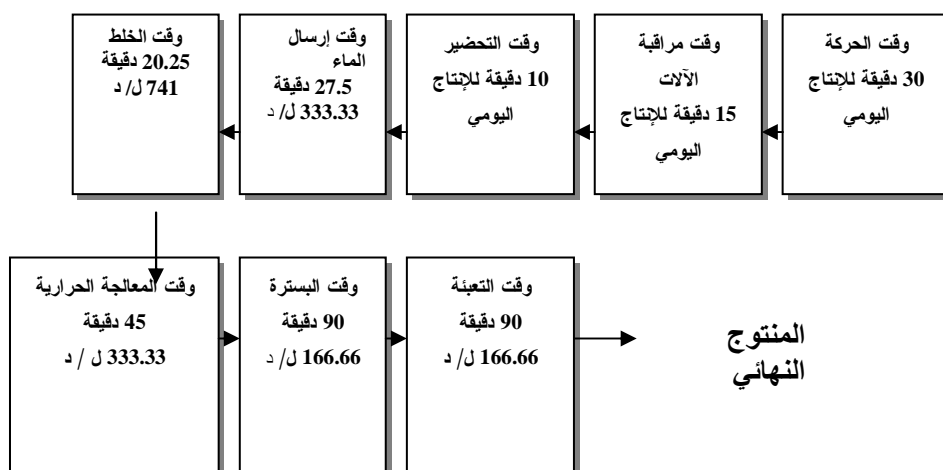 وقت الحركة
30 دقيقة للإنتاج
اليومي
وقت مراقبة
الآلات
15 دقيقة للإنتاج
اليومي
وقت التحضير
10 دقيقة للإنتاج
اليومي
وقت إرسال
الماء
27.5 دقيقة
333.33 ل/ د
وقت الخلط
20.25 دقيقة
741 ل/ د
وقت المعالجة الحرارية
45 دقيقة
333.33 ل / د
وقت البسترة
90 دقيقة
166.66 ل/ د
وقت التعبئة
90 دقيقة
166.66 ل/ د
المنتوج
النهائي